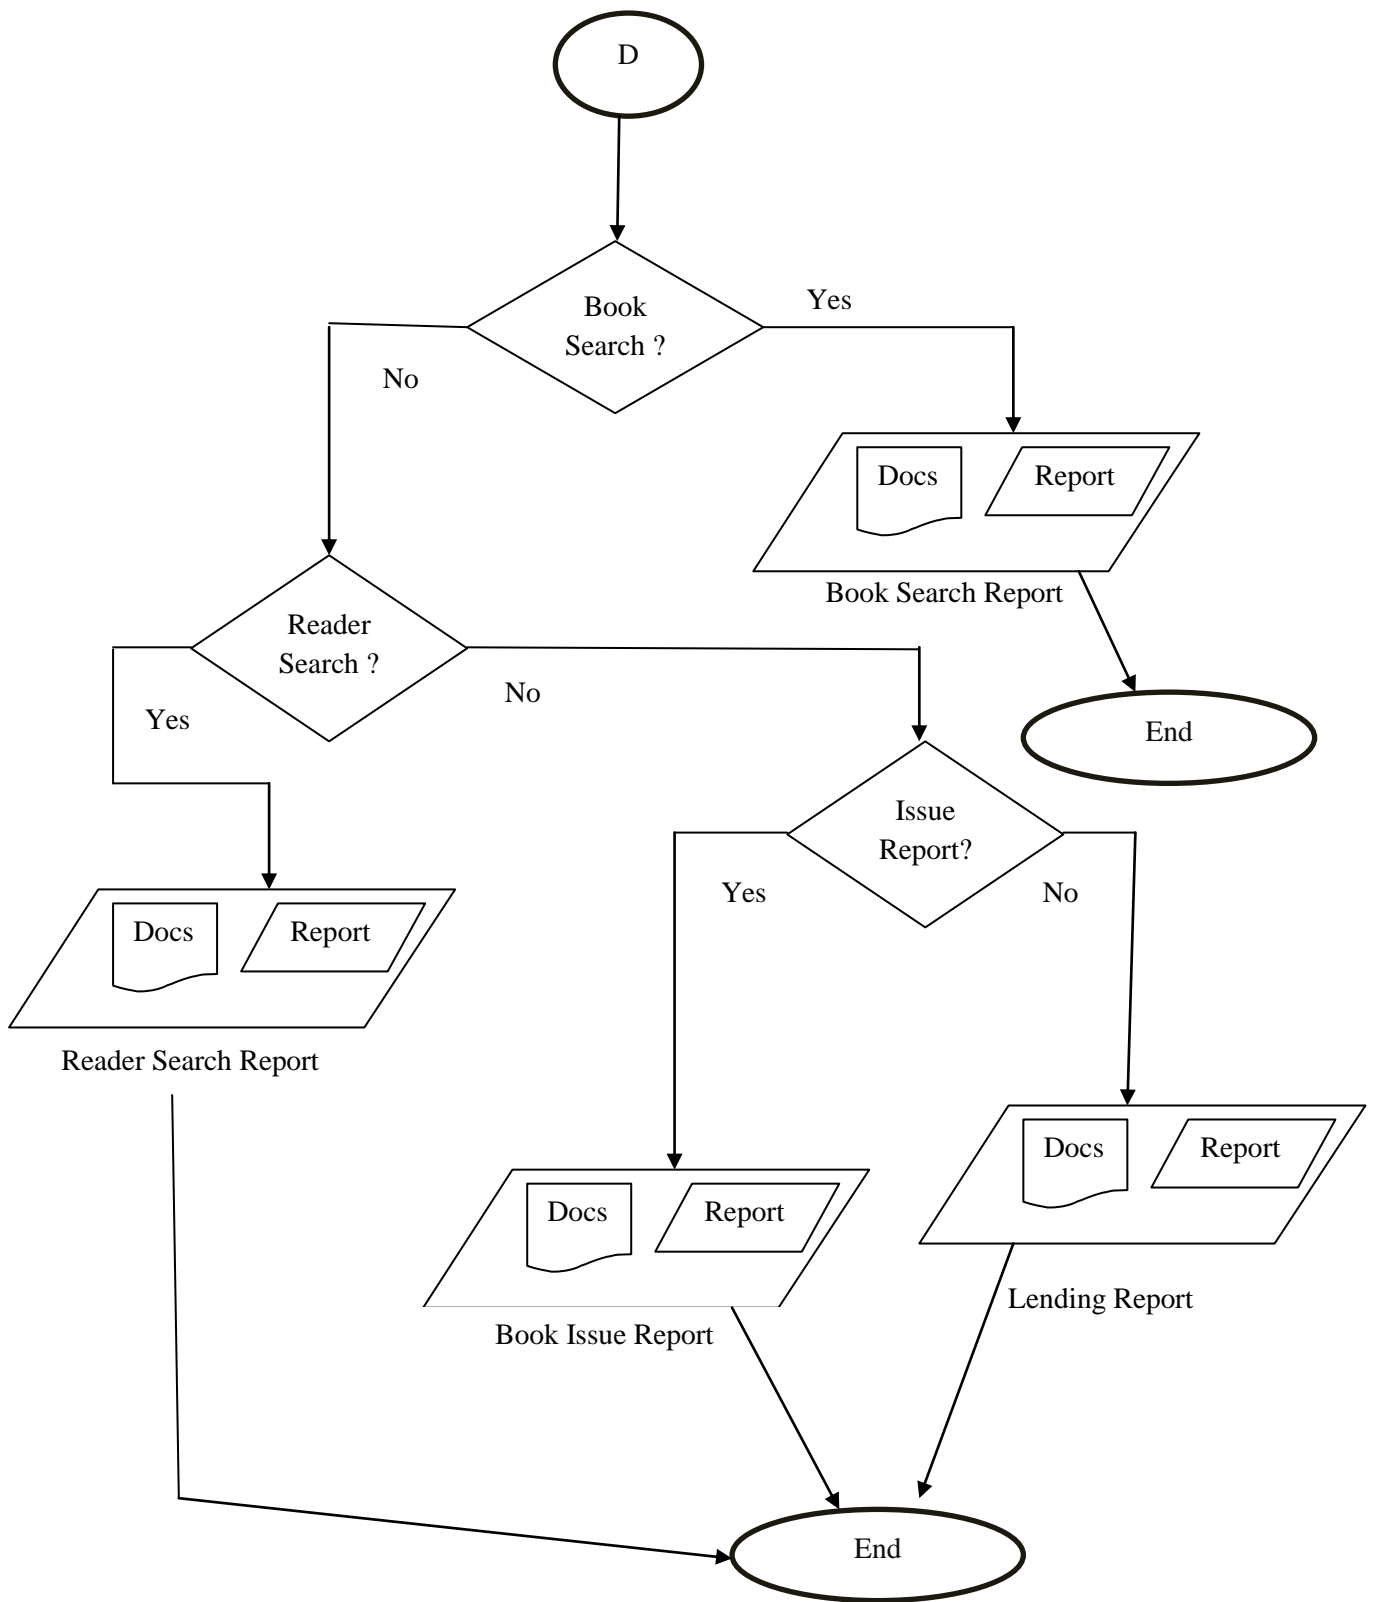 D
Book
Search ?
Yes
No
Docs
Report
Book Search Report
Reader
Search ?
No
Yes
End
Issue
Report?
Yes
No
Docs
Report
Reader Search Report
Docs
Report
Docs
Report
Lending Report
Book Issue Report
End